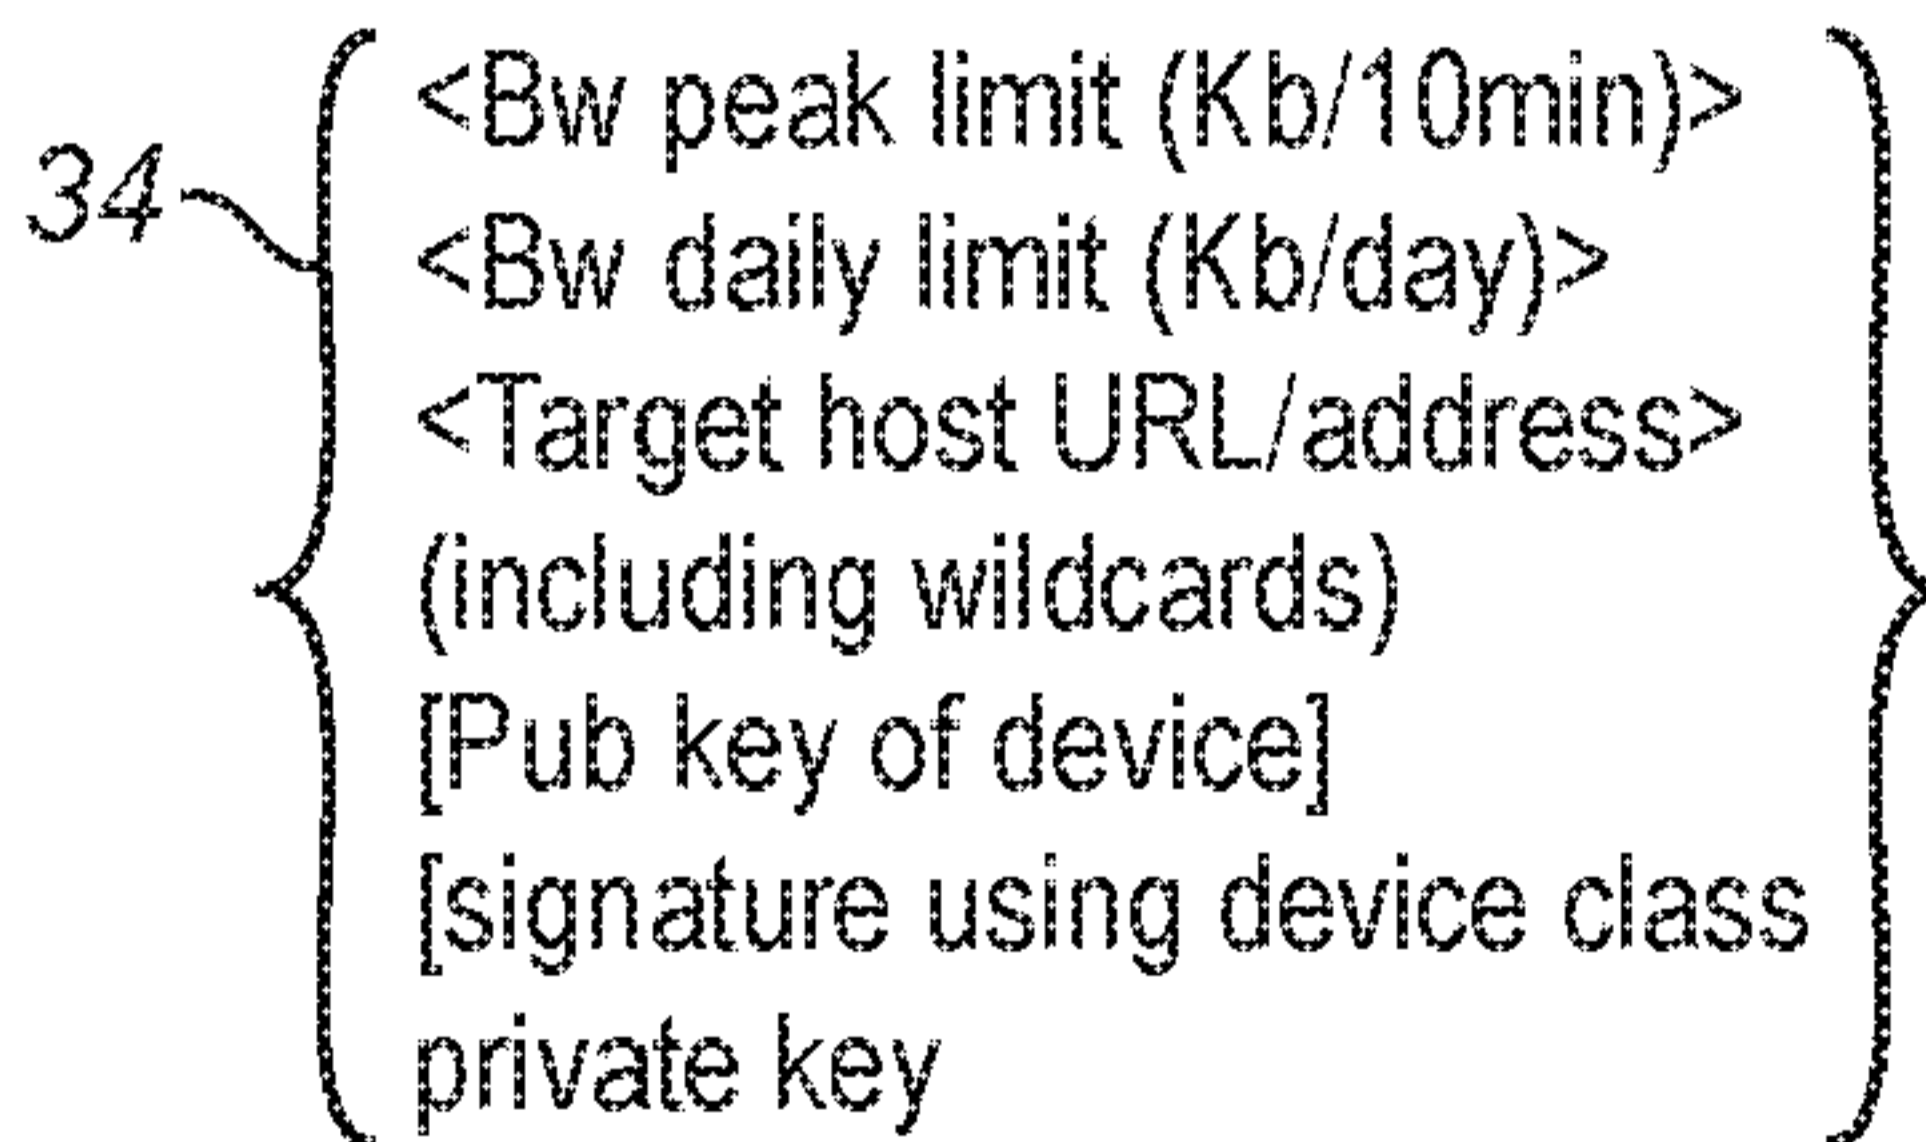 <Bw peak limit (Kb/10min)>
34
<Bw daily limit (Kb/day)>
<Target host URL/address>
(including wildcards)
[Pub key of device]
[signature using device class
private key